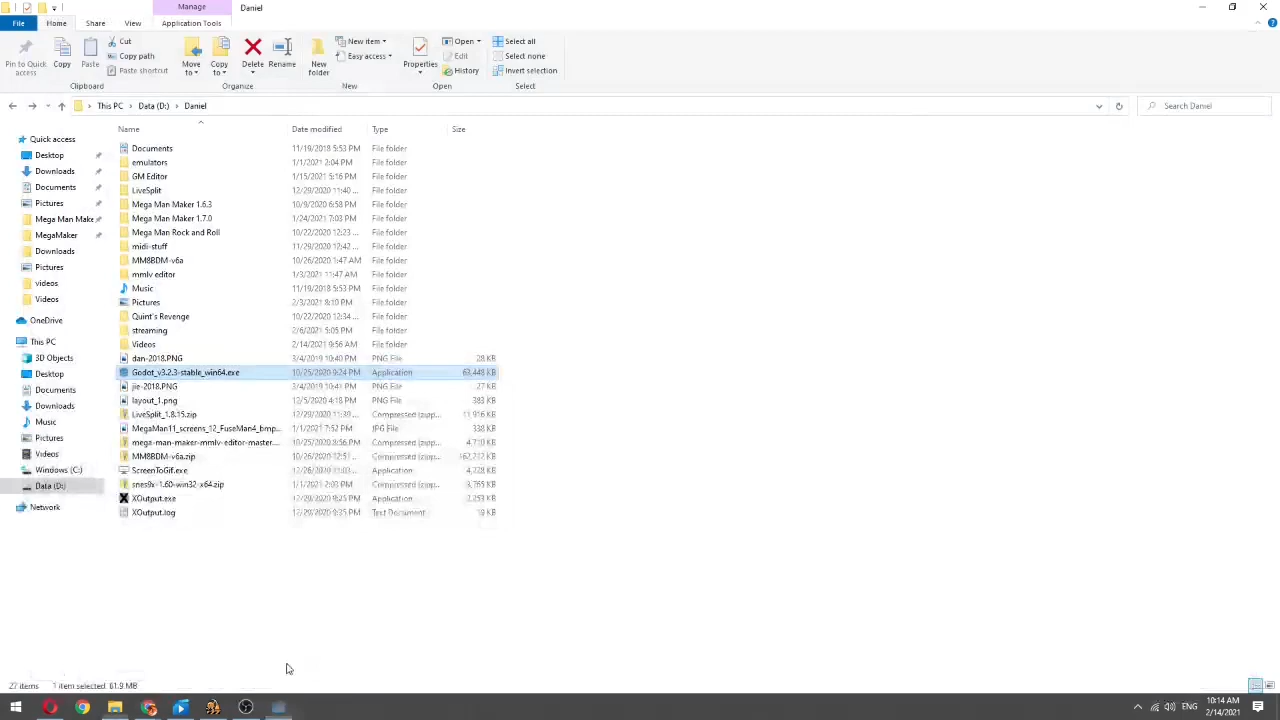 Manage
Daniel
File
Home
Share
View
Application Tools
Pin to Quick access
Copy
Paste
Cut
Copy path
Paste shortcut
Clipboard
Move to
Copy to
Delete
Rename
Organize
New folder
New item
Easy access
New
Properties
Open
Edit
History
Open
Select all
Select none
Invert selection
Select
This PC > Data (D:) > Daniel
Search Daniel
Name Date modified Type Size
Quick access
Desktop
Downloads
Documents
Pictures
Mega Man Make
MegaMaker
Downloads
Pictures
videos
Videos
OneDrive
This PC
3D Objects
Desktop
Documents
Downloads
Music
Pictures
Videos
Windows (C:)
Data (D:)
Network
Documents 11/19/2018 5:53 PM File folder
emulators 1/1/2021 2:04 PM File folder
GM Editor 1/15/2021 5:16 PM File folder
LiveSplit 12/29/2020 11:40 ... File folder
Mega Man Maker 1.6.3 10/9/2020 6:58 PM File folder
Mega Man Maker 1.7.0 1/24/2021 7:03 PM File folder
Mega Man Rock and Roll 10/22/2020 12:23 ... File folder
midi-stuff 11/29/2020 12:42 ... File folder
MM8BDM-v6a 10/26/2020 1:47 AM File folder
mmlv editor 1/3/2021 11:47 AM File folder
Music 11/19/2018 5:53 PM File folder
Pictures 2/3/2021 8:10 PM File folder
Quint's Revenge 10/22/2020 12:34 ... File folder
streaming 2/6/2021 5:05 PM File folder
Videos 2/14/2021 9:56 AM File folder
dan-2018.PNG 3/4/2019 10:40 PM PNG File 28 KB
Godot_v3.2.3-stable_win64.exe 10/25/2020 9:24 PM Application 63,448 KB
jie-2018.PNG 3/4/2019 10:41 PM PNG File 27 KB
layout_1.png 12/5/2020 4:18 PM PNG File 383 KB
LiveSplit_1.8.15.zip 12/29/2020 11:39 ... Compressed (zipp... 11,916 KB
MegaMan11_screens_12_FuseMan4_bmp... 1/1/2021 7:52 PM JPG File 338 KB
mega-man-maker-mmlv-editor-master.... 10/25/2020 8:56 PM Compressed (zipp... 4,710 KB
MM8BDM-v6a.zip 10/26/2020 12:51 ... Compressed (zipp... KB
ScreenToGif.exe 12/26/2020 11:03 ... Application KB
snes9x-1.60-win32-x64.zip 1/1/2021 2:03 PM Compressed (zipp... KB
XOutput.exe 12/29/2020 9:25 PM Application KB
XOutput.log 12/29/2020 9:35 PM Text Document 19 KB
27 items 1 item selected 61.9 MB
ENG
10:14 AM
2/14/2021